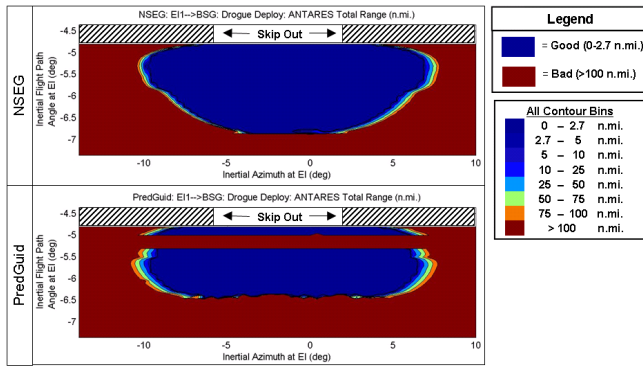 NSEG
NSEG: EI1-->BSG: Drogue Deploy: ANTARES Total Range (n.mi.)
Inertial Flight Path
Angle at EI (deg)
-4.5
-5
-5.5
-6
-6.5
-7
Skip Out
-10
-5
0
5
10
Inertial Azimuth at EI (deg)
PredGuid
PredGuid: EI1-->BSG: Drogue Deploy: ANTARES Total Range (n.mi.)
Inertial Flight Path
Angle at EI (deg)
-4.5
-5
-5.5
-6
-6.5
-7
Skip Out
-10
-5
0
5
10
Inertial Azimuth at EI (deg)
Legend
= Good (0-2.7 n.mi.)
= Bad (>100 n.mi.)
All Contour Bins
0 – 2.7 n.mi.
2.7 – 5 n.mi.
5 – 10 n.mi.
10 – 25 n.mi.
25 – 50 n.mi.
50 – 75 n.mi.
75 – 100 n.mi.
> 100 n.mi.